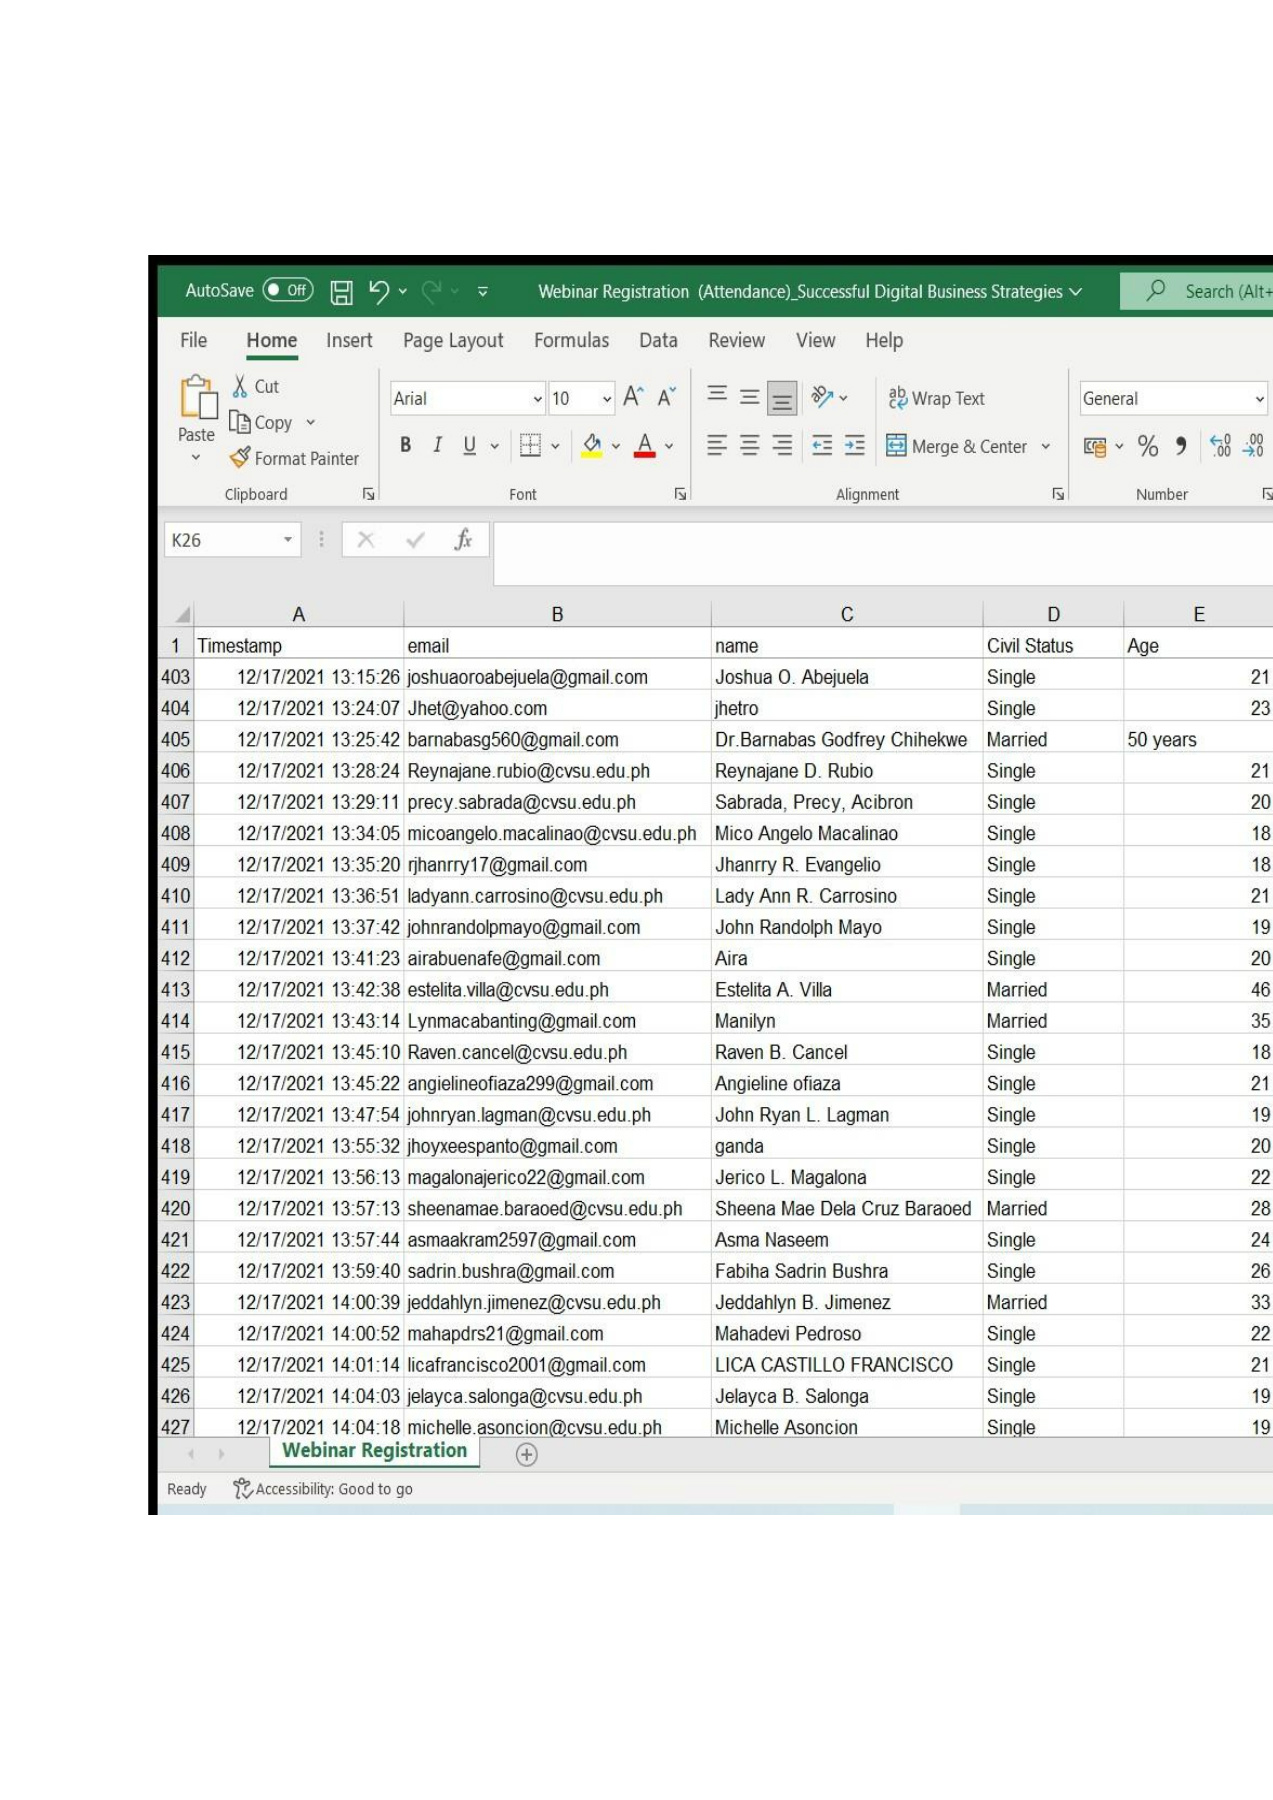 AutoSave Off Webinar Registration (Attendance)_Successful Digital Business Strategies Search (Alt+
File Home Insert Page Layout Formulas Data Review View Help
Cut
Copy
Paste
Format Painter
Clipboard
Arial 10
B I U A
Font
ab Wrap Text
Merge & Center
Alignment
General
% , .00 .0
Number
K26 fx
A B C D E
1 Timestamp email name Civil Status Age
403 12/17/2021 13:15:26 joshuaoroabejuela@gmail.com Joshua O. Abejuela Single 21
404 12/17/2021 13:24:07 Jhet@yahoo.com jhetro Single 23
405 12/17/2021 13:25:42 barnabasg560@gmail.com Dr.Barnabas Godfrey Chihekwe Married 50 years
406 12/17/2021 13:28:24 Reynajane.rubio@cvsu.edu.ph Reynajane D. Rubio Single 21
407 12/17/2021 13:29:11 precy.sabrada@cvsu.edu.ph Sabrada, Precy, Acibron Single 20
408 12/17/2021 13:34:05 micoangelo.macalinao@cvsu.edu.ph Mico Angelo Macalinao Single 18
409 12/17/2021 13:35:20 rjhanrry17@gmail.com Jhanrry R. Evangelio Single 18
410 12/17/2021 13:36:51 ladyann.carrosino@cvsu.edu.ph Lady Ann R. Carrosino Single 21
411 12/17/2021 13:37:42 johnrandolpmayo@gmail.com John Randolph Mayo Single 19
412 12/17/2021 13:41:23 airabuenafe@gmail.com Aira Single 20
413 12/17/2021 13:42:38 estelita.villa@cvsu.edu.ph Estelita A. Villa Married 46
414 12/17/2021 13:43:14 Lynmacabanting@gmail.com Manilyn Married 35
415 12/17/2021 13:45:10 Raven.cancel@cvsu.edu.ph Raven B. Cancel Single 18
416 12/17/2021 13:45:22 angielineofiaza299@gmail.com Angieline ofiaza Single 21
417 12/17/2021 13:47:54 johnryan.lagman@cvsu.edu.ph John Ryan L. Lagman Single 19
418 12/17/2021 13:55:32 jhoyxeespanto@gmail.com ganda Single 20
419 12/17/2021 13:56:13 magalonajerico22@gmail.com Jerico L. Magalona Single 22
420 12/17/2021 13:57:13 sheenamae.baraoed@cvsu.edu.ph Sheena Mae Dela Cruz Baraoed Married 28
421 12/17/2021 13:57:44 asmaakram2597@gmail.com Asma Naseem Single 24
422 12/17/2021 13:59:40 sadrin.bushra@gmail.com Fabiha Sadrin Bushra Single 26
423 12/17/2021 14:00:39 jeddahlyn.jimenez@cvsu.edu.ph Jeddahlyn B. Jimenez Married 33
424 12/17/2021 14:00:52 mahapdrs21@gmail.com Mahadevi Pedroso Single 22
425 12/17/2021 14:01:14 licafrancisco2001@gmail.com LICA CASTILLO FRANCISCO Single 21
426 12/17/2021 14:04:03 jelayca.salonga@cvsu.edu.ph Jelayca B. Salonga Single 19
427 12/17/2021 14:04:18 michelle.asoncion@cvsu.edu.ph Michelle Asoncion Single 19
Webinar Registration
Ready Accessibility: Good to go